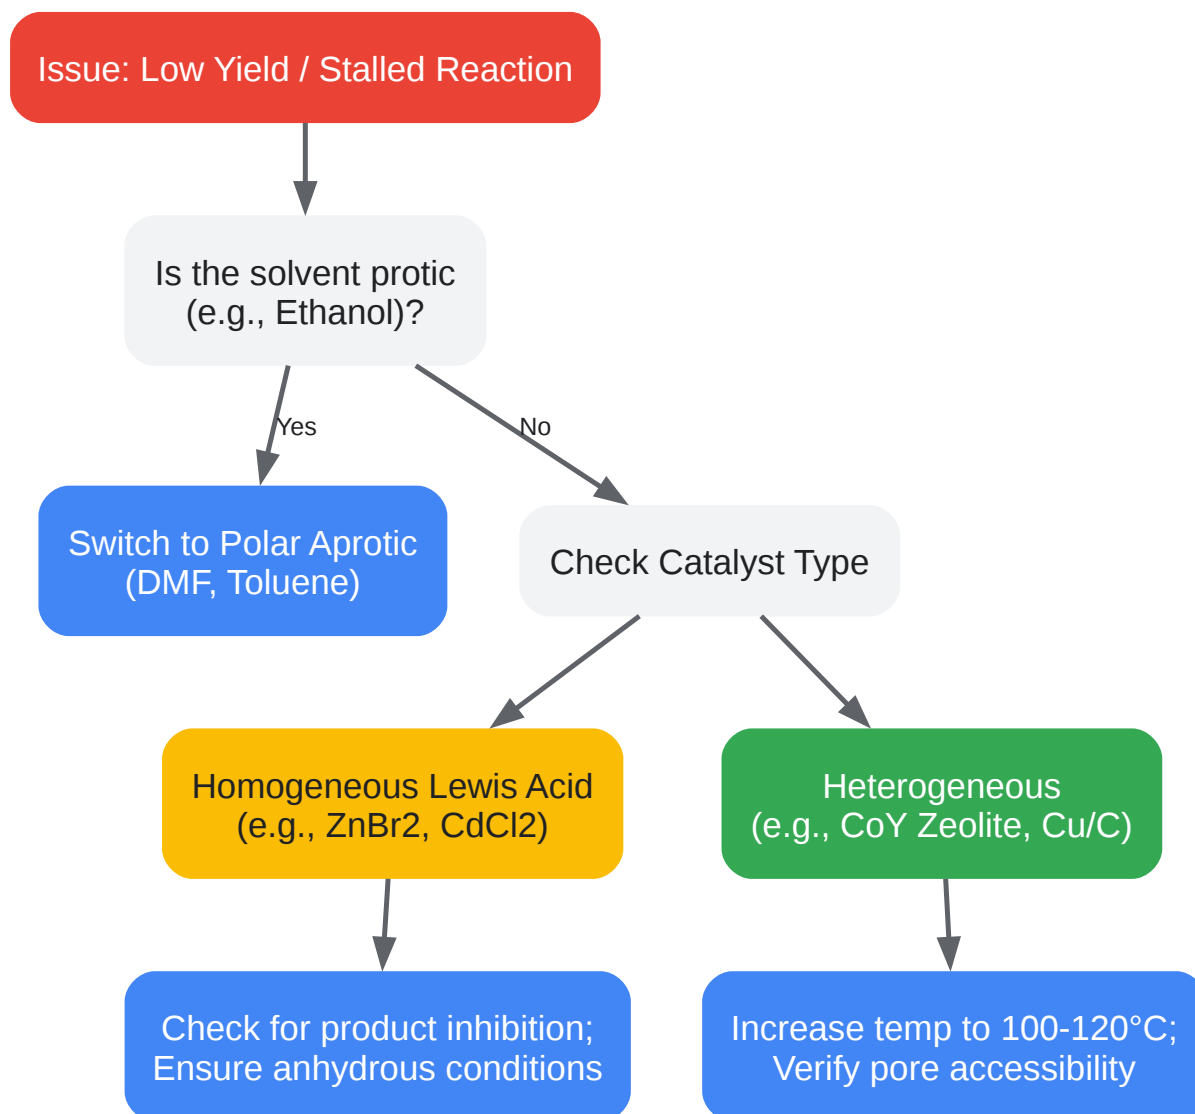 Issue: Low Yield / Stalled Reaction
Is the solvent protic
(e.g., Ethanol)?
Yes
No
Switch to Polar Aprotic
(DMF, Toluene)
Check Catalyst Type
Homogeneous Lewis Acid
(e.g., ZnBr2, CdCl2)
Heterogeneous
(e.g., CoY Zeolite, Cu/C)
Check for product inhibition;
Ensure anhydrous conditions
Increase temp to 100-120°C;
Verify pore accessibility